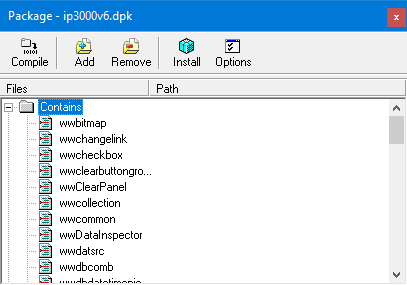 Package - ip3000v6.dpk
x
Compile Add Remove Install Options
Files Path
Contains
wwbitmap
wwchangelink
wwcheckbox
wwclearbuttongro...
wwClearPanel
wwcollection
wwcommon
wwDataInspector
wwdatsrc
wwdbcomb